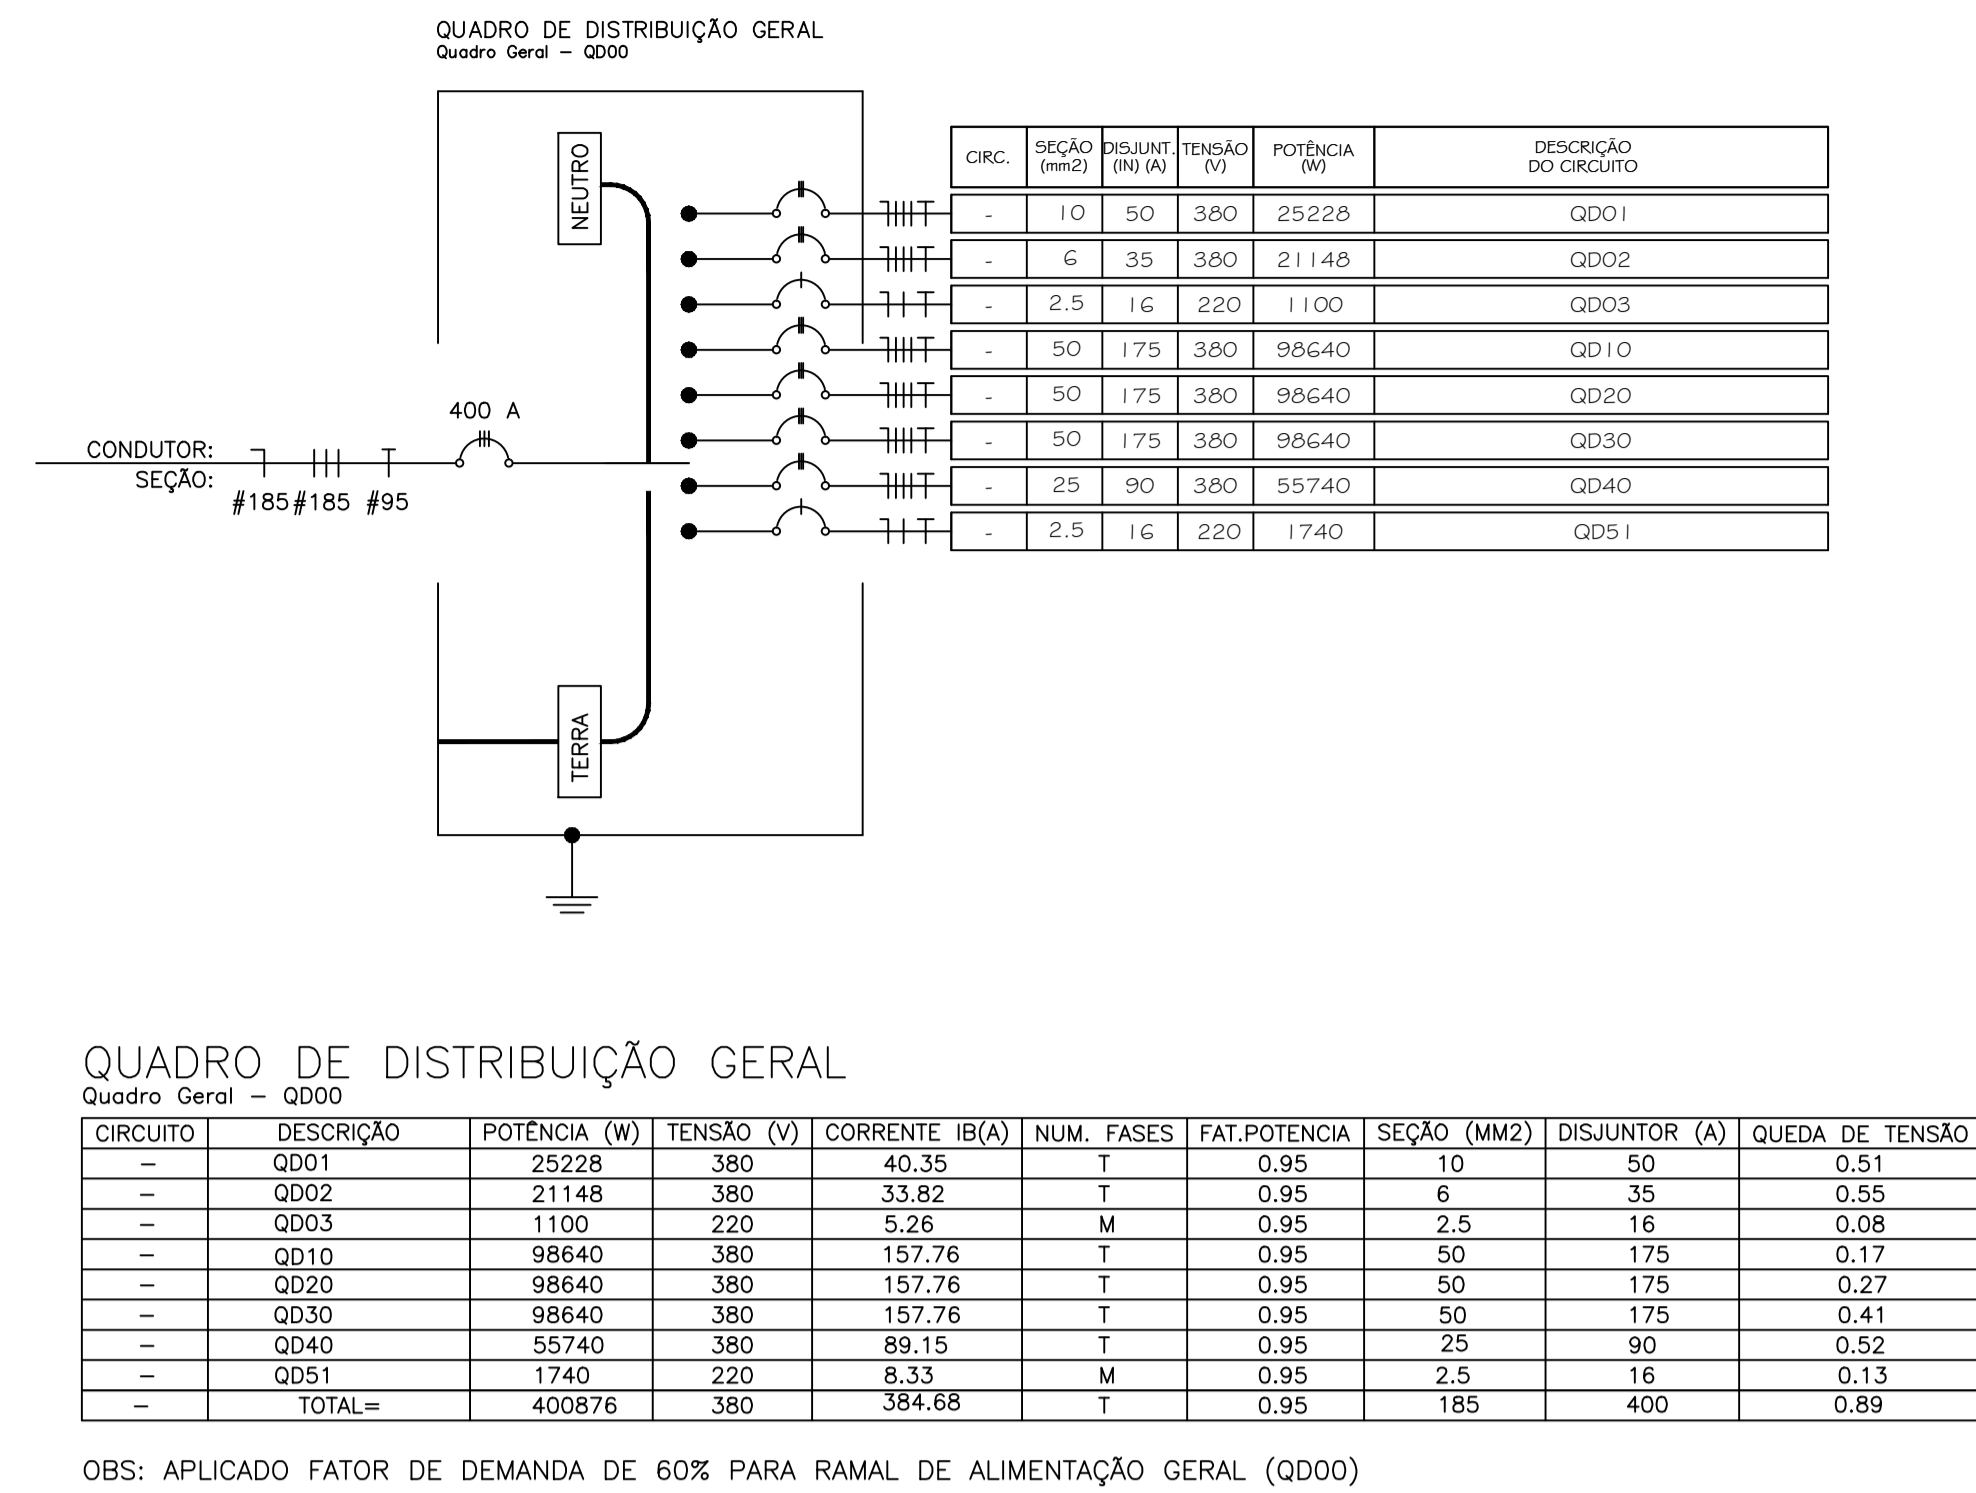 QUADRO DE DISTRIBUIÇÃO GERAL
Quadro Geral – QD00
NEUTRO
CIRC. SEÇÃO (mm2) DISJUNT. (IN) (A) TENSÃO (V) POTÊNCIA (W) DESCRIÇÃO DO CIRCUITO
- 10 50 380 25228 QD01
- 6 35 380 21148 QD02
- 2.5 16 220 1100 QD03
- 50 175 380 98640 QD10
- 50 175 380 98640 QD20
- 50 175 380 98640 QD30
- 25 90 380 55740 QD40
- 2.5 16 220 1740 QD51
400 A
CONDUTOR:
SEÇÃO:
#185 #185 #95
TERRA
QUADRO DE DISTRIBUIÇÃO GERAL
Quadro Geral – QD00
CIRCUITO DESCRIÇÃO POTÊNCIA (W) TENSÃO (V) CORRENTE IB(A) NUM. FASES FAT.POTENCIA SEÇÃO (MM2) DISJUNTOR (A) QUEDA DE TENSÃO
– QD01 25228 380 40.35 T 0.95 10 50 0.51
– QD02 21148 380 33.82 T 0.95 6 35 0.55
– QD03 1100 220 5.26 M 0.95 2.5 16 0.08
– QD10 98640 380 157.76 T 0.95 50 175 0.17
– QD20 98640 380 157.76 T 0.95 50 175 0.27
– QD30 98640 380 157.76 T 0.95 50 175 0.41
– QD40 55740 380 89.15 T 0.95 25 90 0.52
– QD51 1740 220 8.33 M 0.95 2.5 16 0.13
– TOTAL= 400876 380 384.68 T 0.95 185 400 0.89
OBS: APLICADO FATOR DE DEMANDA DE 60% PARA RAMAL DE ALIMENTAÇÃO GERAL (QD00)